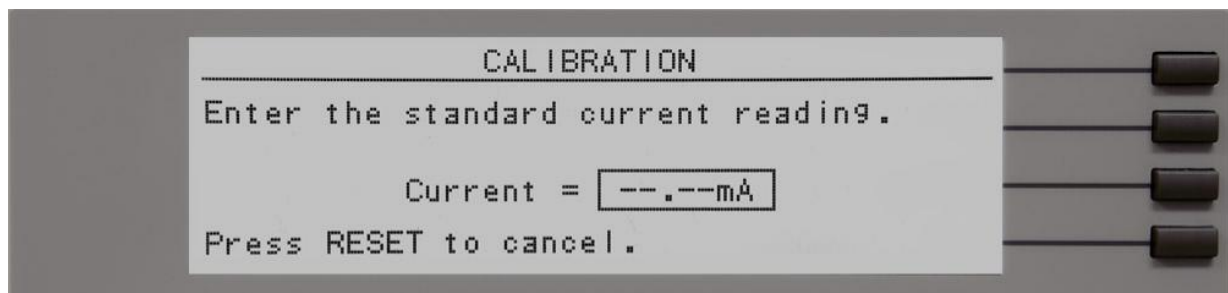 CALIBRATION
Enter the standard current reading.
Current = --.--mA
Press RESET to cancel.